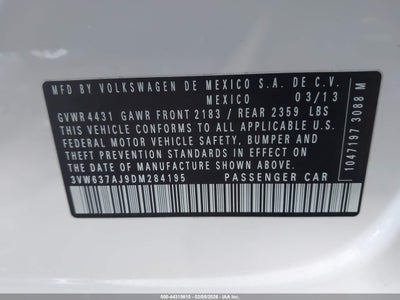 MFD BY VOLKSWAGEN DE MEXICO S.A. DE C.V.
MEXICO 03/13
GVWR 4431 GAWR FRONT 2183 / REAR 2359 LBS
THIS VEHICLE CONFORMS TO ALL APPLICABLE U.S.
FEDERAL MOTOR VEHICLE SAFETY, BUMPER AND
THEFT PREVENTION STANDARDS IN EFFECT ON
THE DATE OF MANUFACTURE SHOWN ABOVE.
3VW637AJ9DM284195 PASSENGER CAR
1047197 3088 M